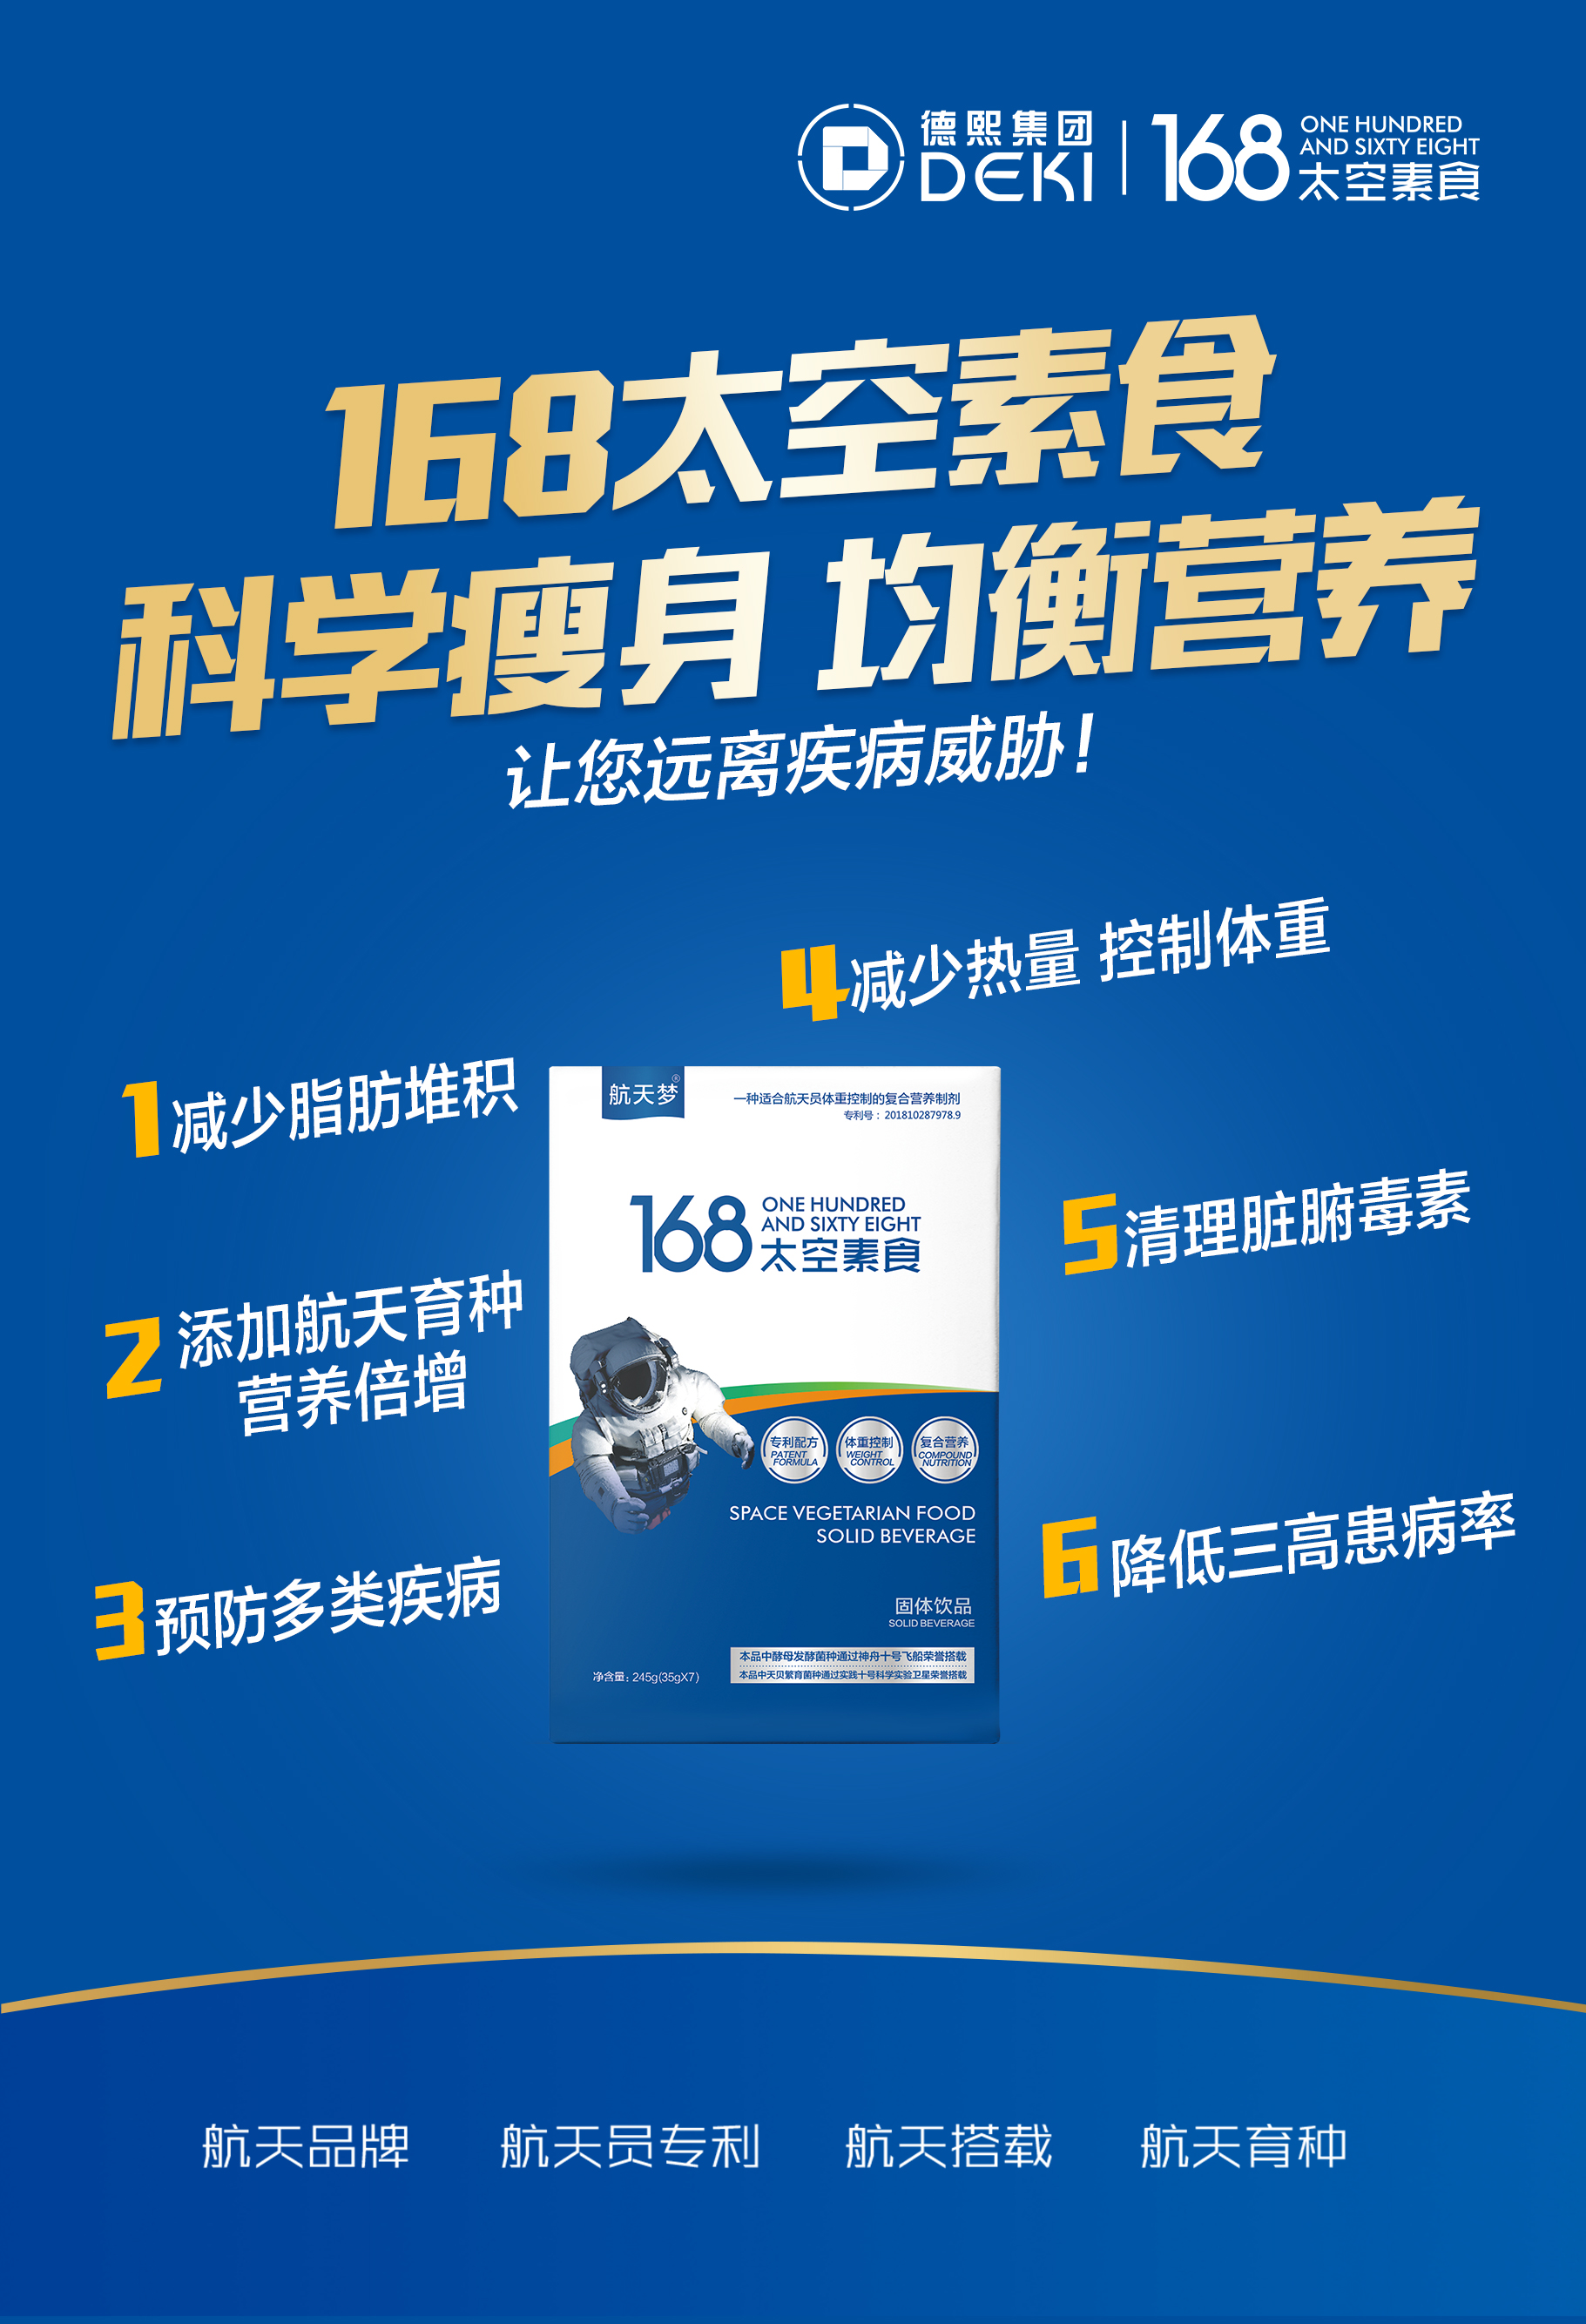 德熙集团
DEKI
168
ONE HUNDRED
AND SIXTY EIGHT
太空素食
168太空素食
科学瘦身 均衡营养
让您远离疾病威胁！
1 减少脂肪堆积
2 添加航天育种
营养倍增
3 预防多类疾病
4 减少热量 控制体重
5 清理脏腑毒素
6 降低三高患病率
航天梦®
一种适合航天员体重控制的复合营养制剂
专利号：201810287978.9
168
ONE HUNDRED
AND SIXTY EIGHT
太空素食
专利配方
PATENT
FORMULA
体重控制
WEIGHT
CONTROL
复合营养
COMPOUND
NUTRITION
SPACE VEGETARIAN FOOD
SOLID BEVERAGE
固体饮品
SOLID BEVERAGE
净含量：245g(35gX7)
本品中酵母发酵菌种通过神舟十号飞船荣誉搭载
本品中天贝繁育菌种通过实践十号科学实验卫星荣誉搭载
航天品牌 航天员专利 航天搭载 航天育种